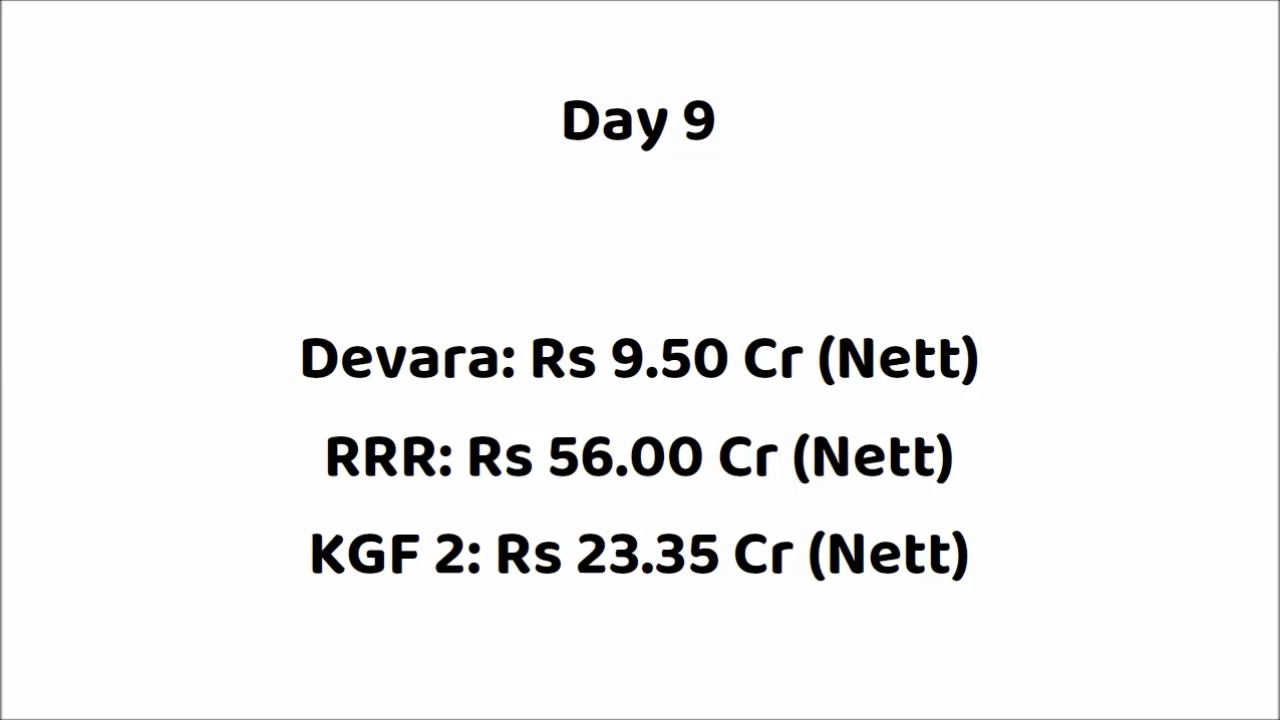 Day 9
Devara: Rs 9.50 Cr (Nett)
RRR: Rs 56.00 Cr (Nett)
KGF 2: Rs 23.35 Cr (Nett)